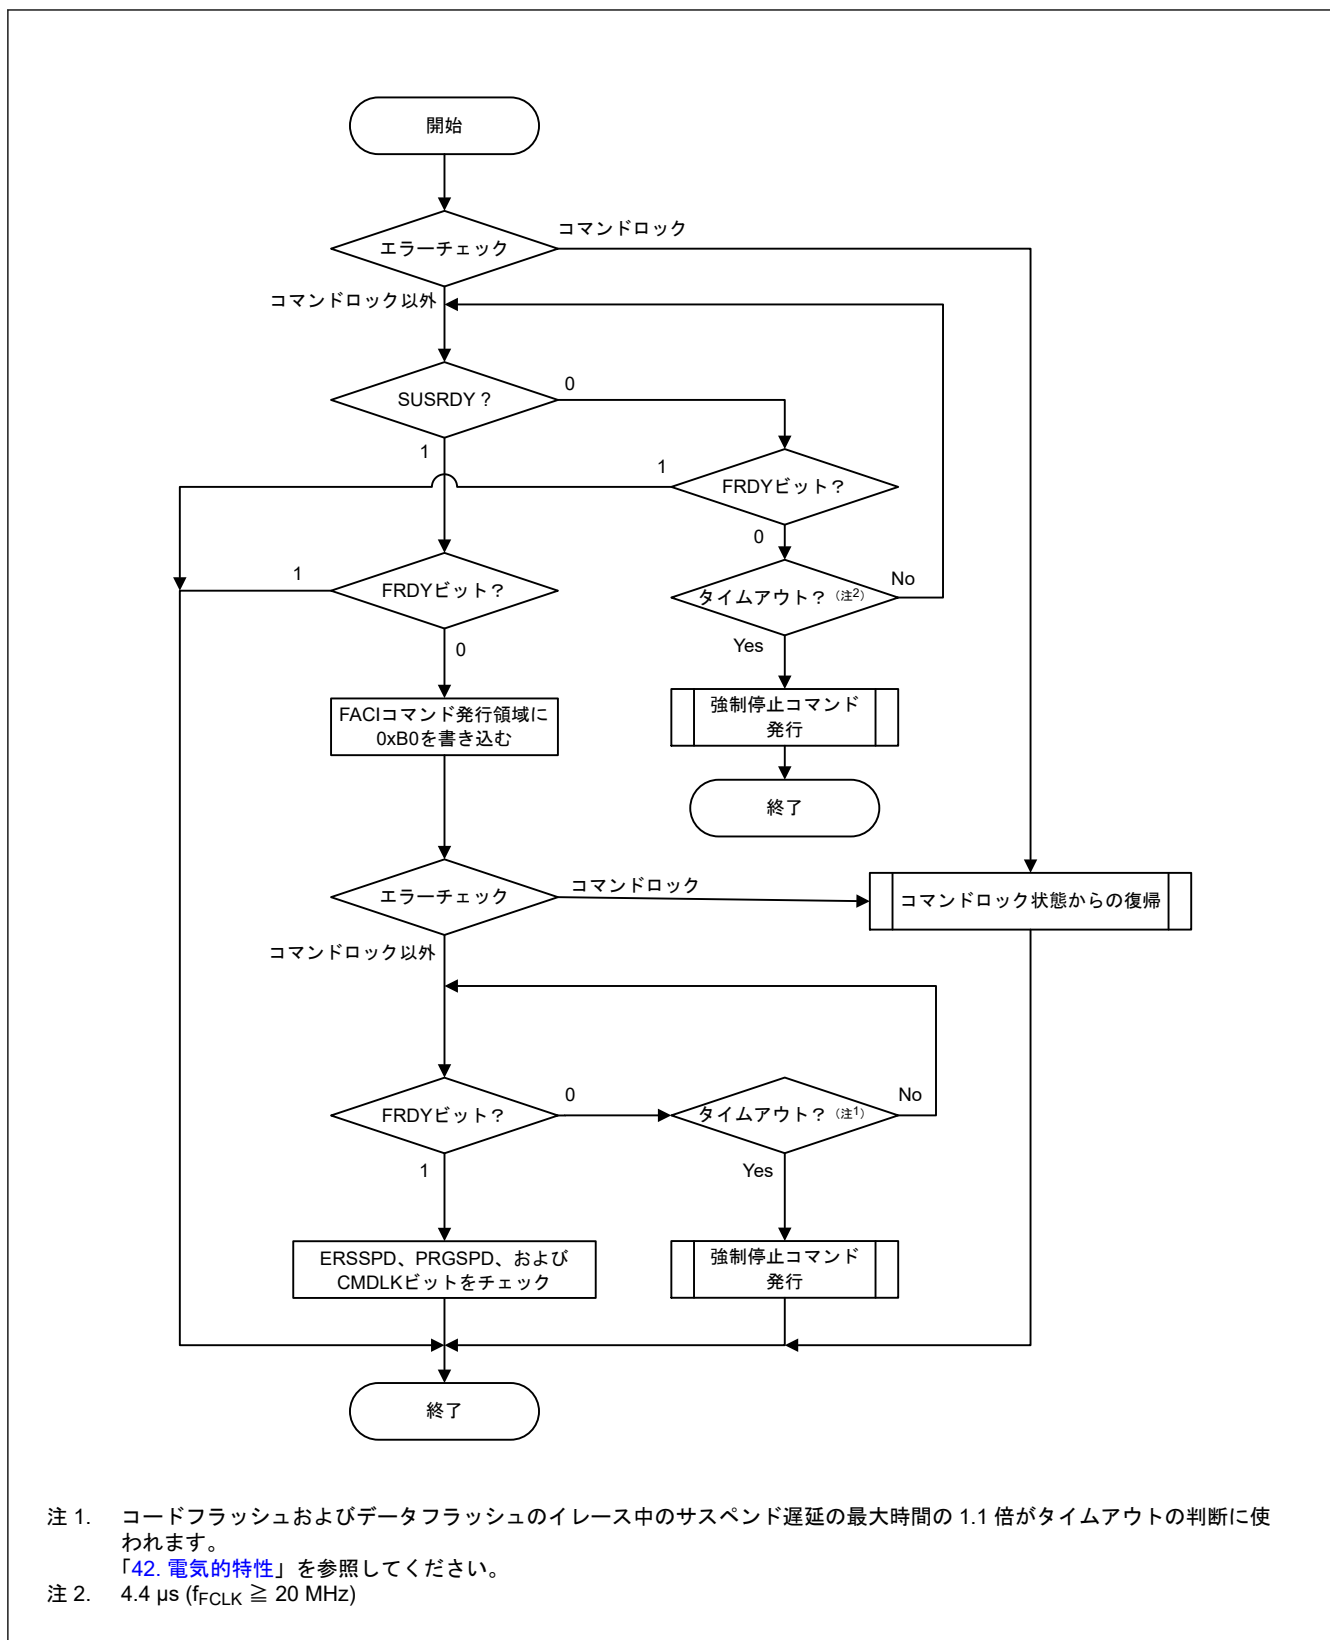 開始
エラーチェック
コマンドロック
コマンドロック以外
SUSRDY ?
0
1
1
FRDYビット？
0
1
FRDYビット？
タイムアウト？（注2）
No
0
Yes
FACIコマンド発行領域に
0xB0を書き込む
強制停止コマンド
発行
終了
エラーチェック
コマンドロック
コマンドロック状態からの復帰
コマンドロック以外
FRDYビット？
0
タイムアウト？（注1）
No
1
Yes
ERSSPD、PRGSPD、および
CMDLKビットをチェック
強制停止コマンド
発行
終了
注 1. コードフラッシュおよびデータフラッシュのイレース中のサスペンド遅延の最大時間の 1.1 倍がタイムアウトの判断に使
われます。
「42. 電気的特性」を参照してください。
注 2. 4.4 µs (fFCLK ≧ 20 MHz)